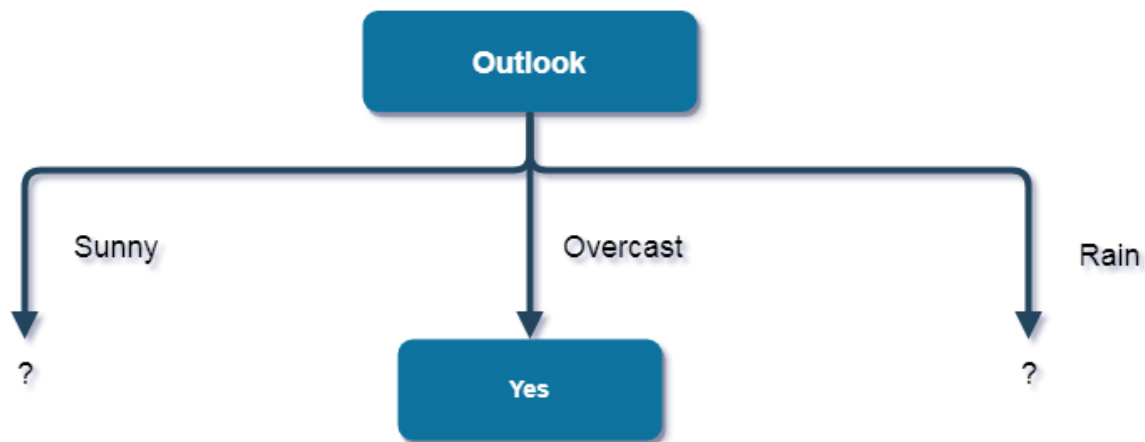 Outlook
Sunny
Overcast
Rain
?
Yes
?